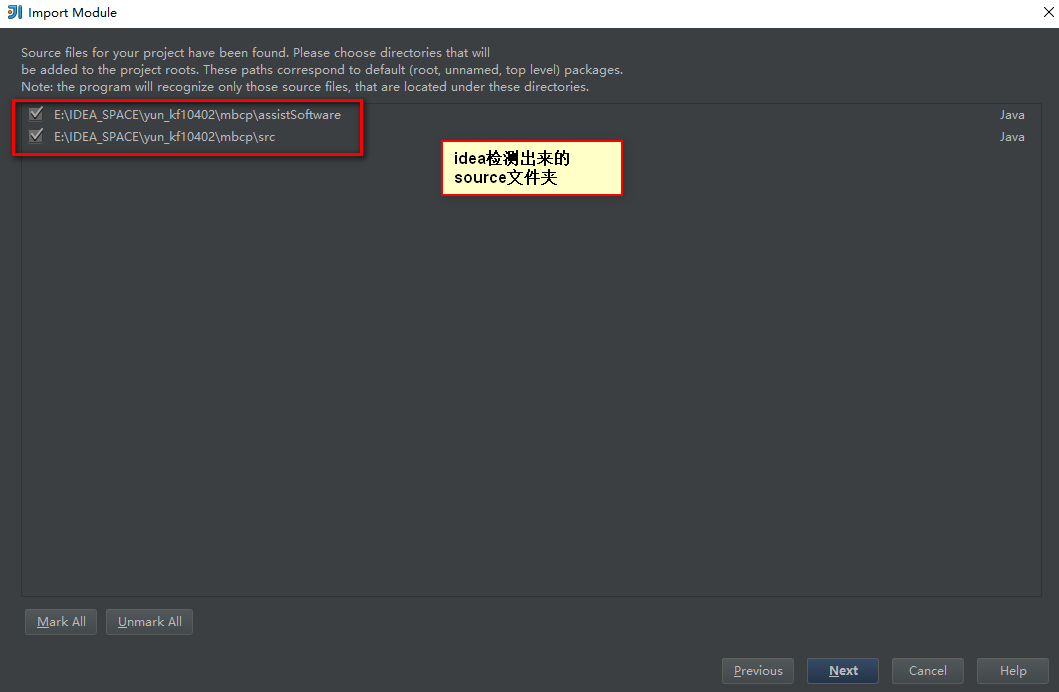 Import Module
Source files for your project have been found. Please choose directories that will
be added to the project roots. These paths correspond to default (root, unnamed, top level) packages.
Note: the program will recognize only those source files, that are located under these directories.
E:\IDEA_SPACE\yun_kf10402\mbcp\assistSoftware Java
E:\IDEA_SPACE\yun_kf10402\mbcp\src Java
idea检测出来的
source文件夹
Mark All Unmark All
Previous Next Cancel Help